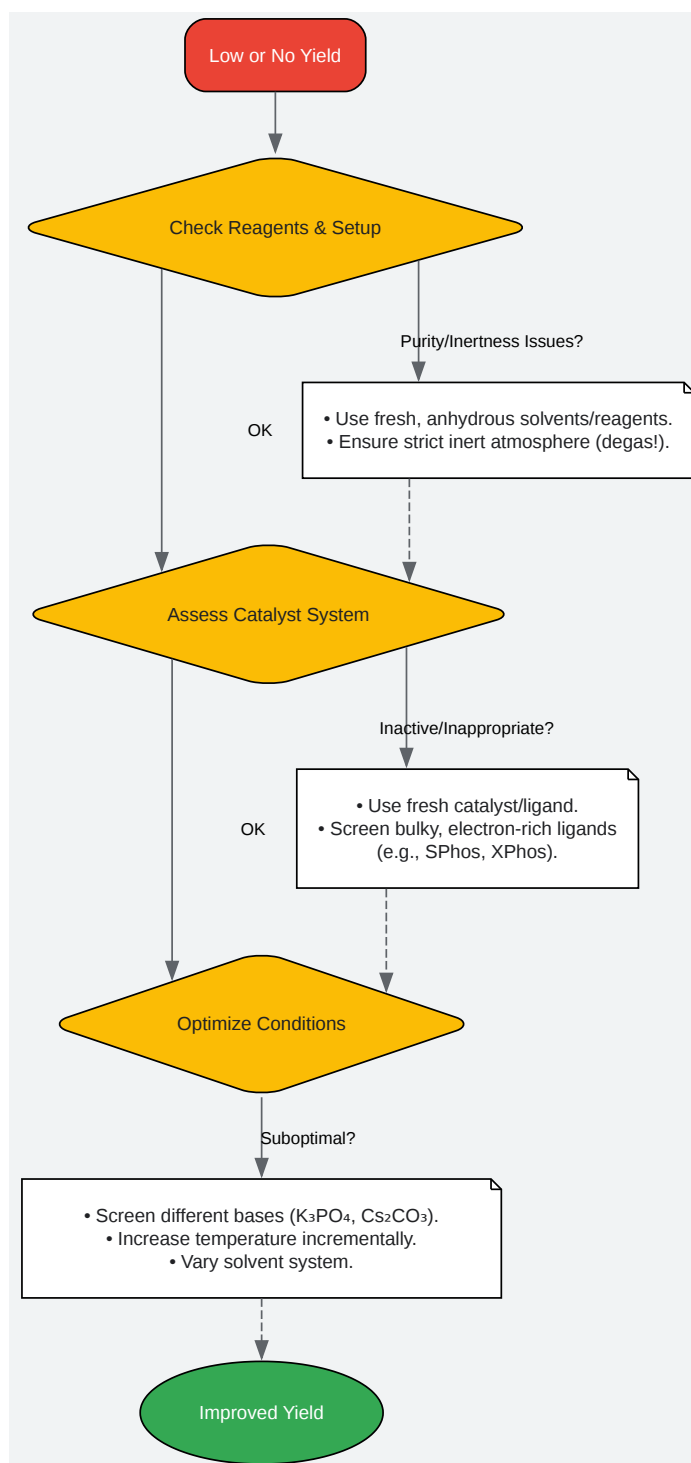 Low or No Yield
Check Reagents & Setup
Purity/Inertness Issues?
• Use fresh, anhydrous solvents/reagents.
OK
• Ensure strict inert atmosphere (degas!).
Assess Catalyst System
Inactive/Inappropriate?
• Use fresh catalyst/ligand.
OK
• Screen bulky, electron-rich ligands
(e.g., SPhos, XPhos).
Optimize Conditions
Suboptimal?
• Screen different bases (K₃PO₄, Cs₂CO₃).
• Increase temperature incrementally.
• Vary solvent system.
Improved Yield